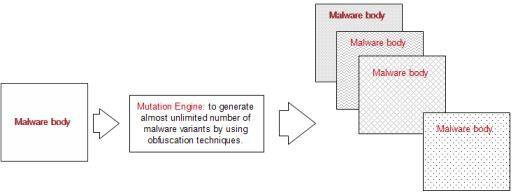 Malware body
Mutation Engine: to generate
almost unlimited number of
malware variants by using
obfuscation techniques.
Malware body
Malware body
Malware body
Malware body